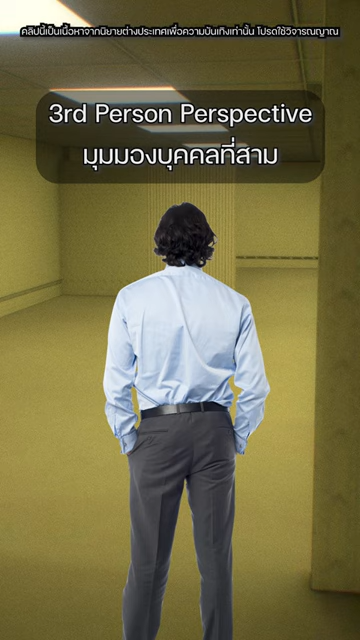 คลิปนี้เป็นเนื้อหาจากนิยายต่างประเทศเพื่อความบันเทิงเท่านั้น โปรดใช้วิจารณญาณ
3rd Person Perspective
มุมมองบุคคลที่สาม